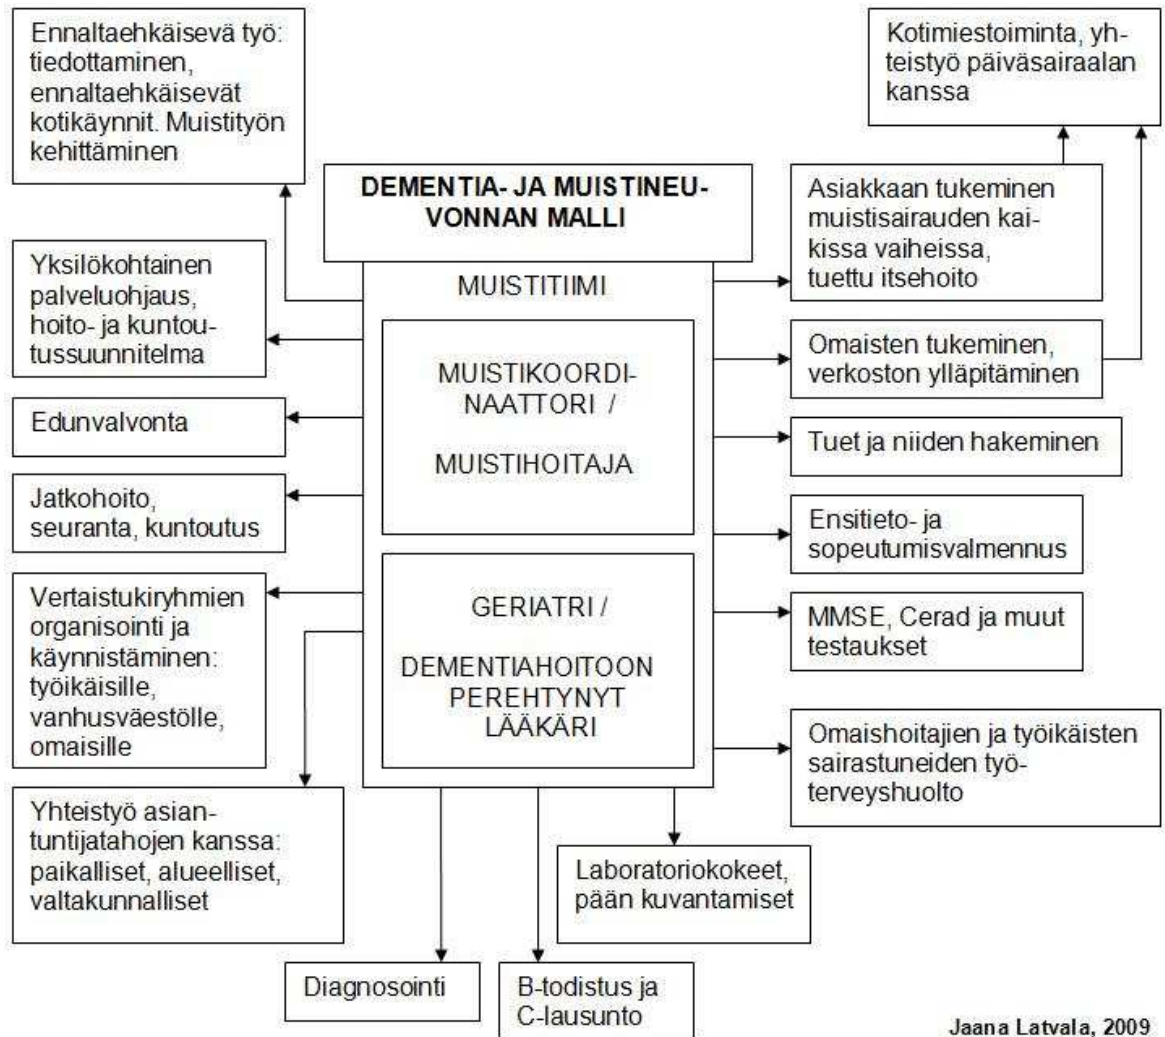 Ennaltaehkäisevä työ:
tiedottaminen,
ennaltaehkäisevät
kotikäynnit. Muistityön
kehittäminen
Kotimiestoiminta, yh-
teistyö päiväsairaalan
kanssa
DEMENTIA- JA MUISTINEU-
VONNAN MALLI
MUISTITIIMI
MUISTIKOORDI-
NAATTORI /
MUISTIHOITAJA
GERIATRI /
DEMENTIAHOITOON
PEREHTYNYT
LÄÄKÄRI
Yksilökohtainen
palveluohjaus,
hoito- ja kuntou-
tussuunnitelma
Edunvalvonta
Jatkohoito,
seuranta, kuntoutus
Vertaistukiryhmien
organisointi ja
käynnistäminen:
työikäisille,
vanhusväestölle,
omaisille
Yhteistyö asian-
tuntijatahojen kanssa:
paikalliset, alueelliset,
valtakunnalliset
Asiakkaan tukeminen
muistisairauden kai-
kissa vaiheissa,
tuettu itsehoito
Omaisten tukeminen,
verkoston ylläpitäminen
Tuet ja niiden hakeminen
Ensitieto- ja
sopeutumisvalmennus
MMSE, Cerad ja muut
testaukset
Omaishoitajien ja työikäisten
sairastuneiden työ-
terveyshuolto
Laboratoriokokeet,
pään kuvantamiset
Diagnosointi
B-todistus ja
C-lausunto
Jaana Latvala, 2009